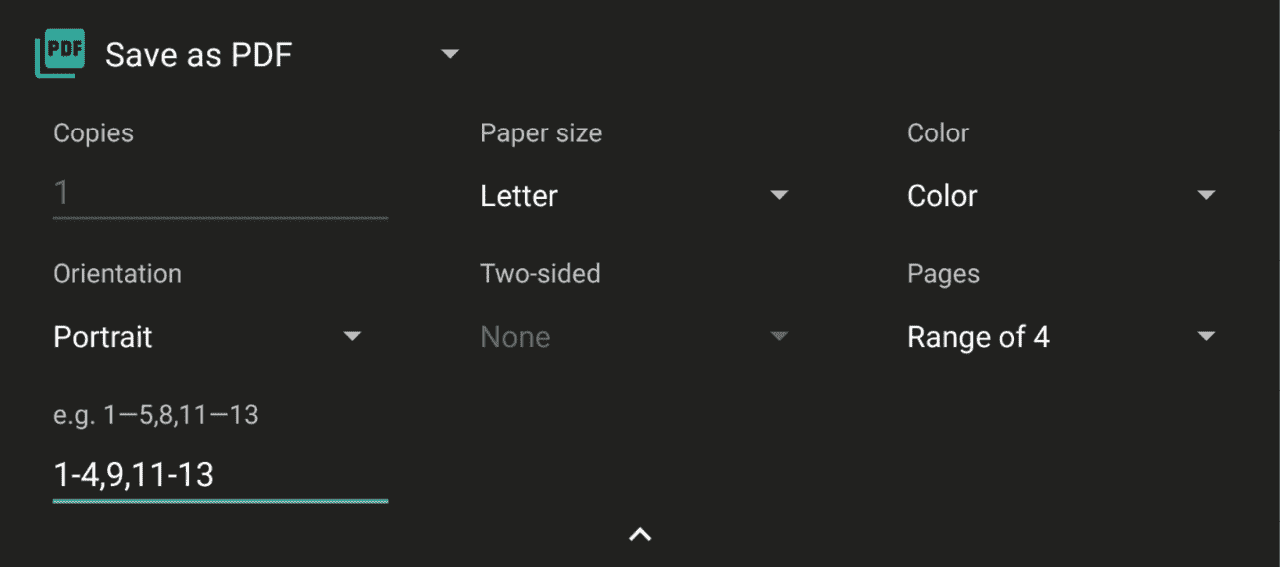 PDF Save as PDF
Copies Paper size Color
1 Letter Color
Orientation Two-sided Pages
Portrait None Range of 4
e.g. 1—5,8,11—13
1-4,9,11-13